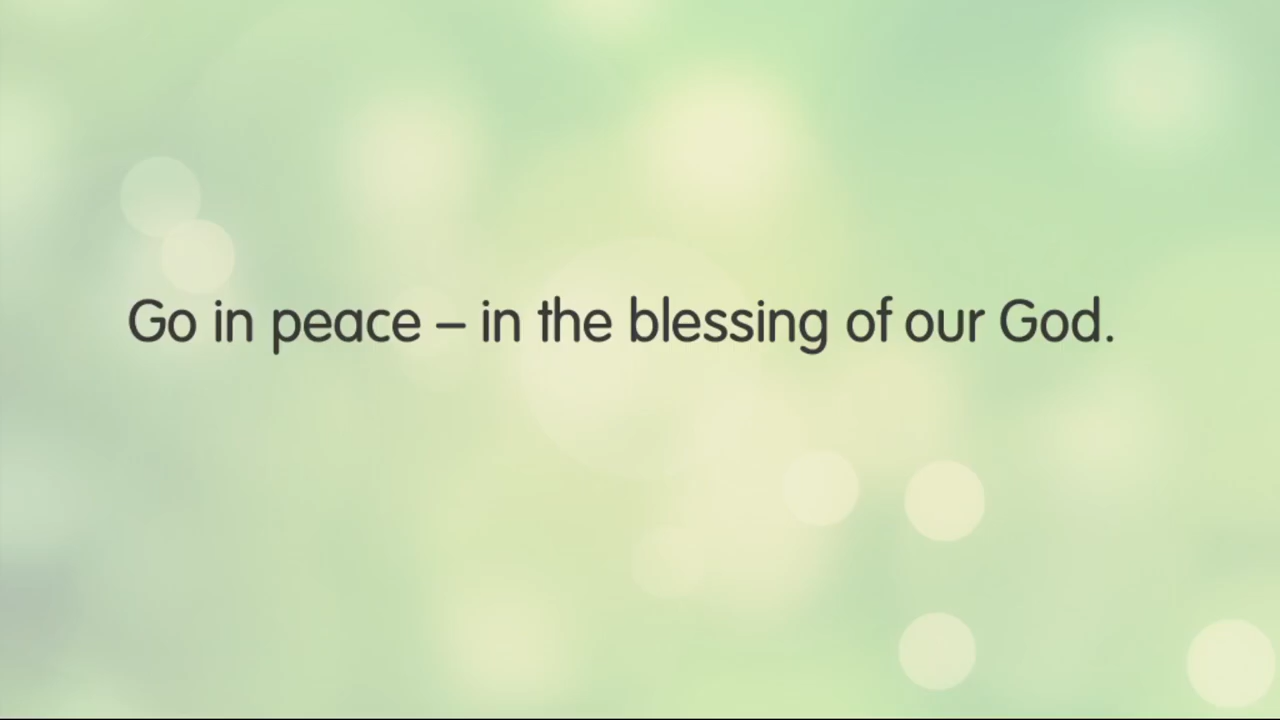 Go in peace – in the blessing of our God.